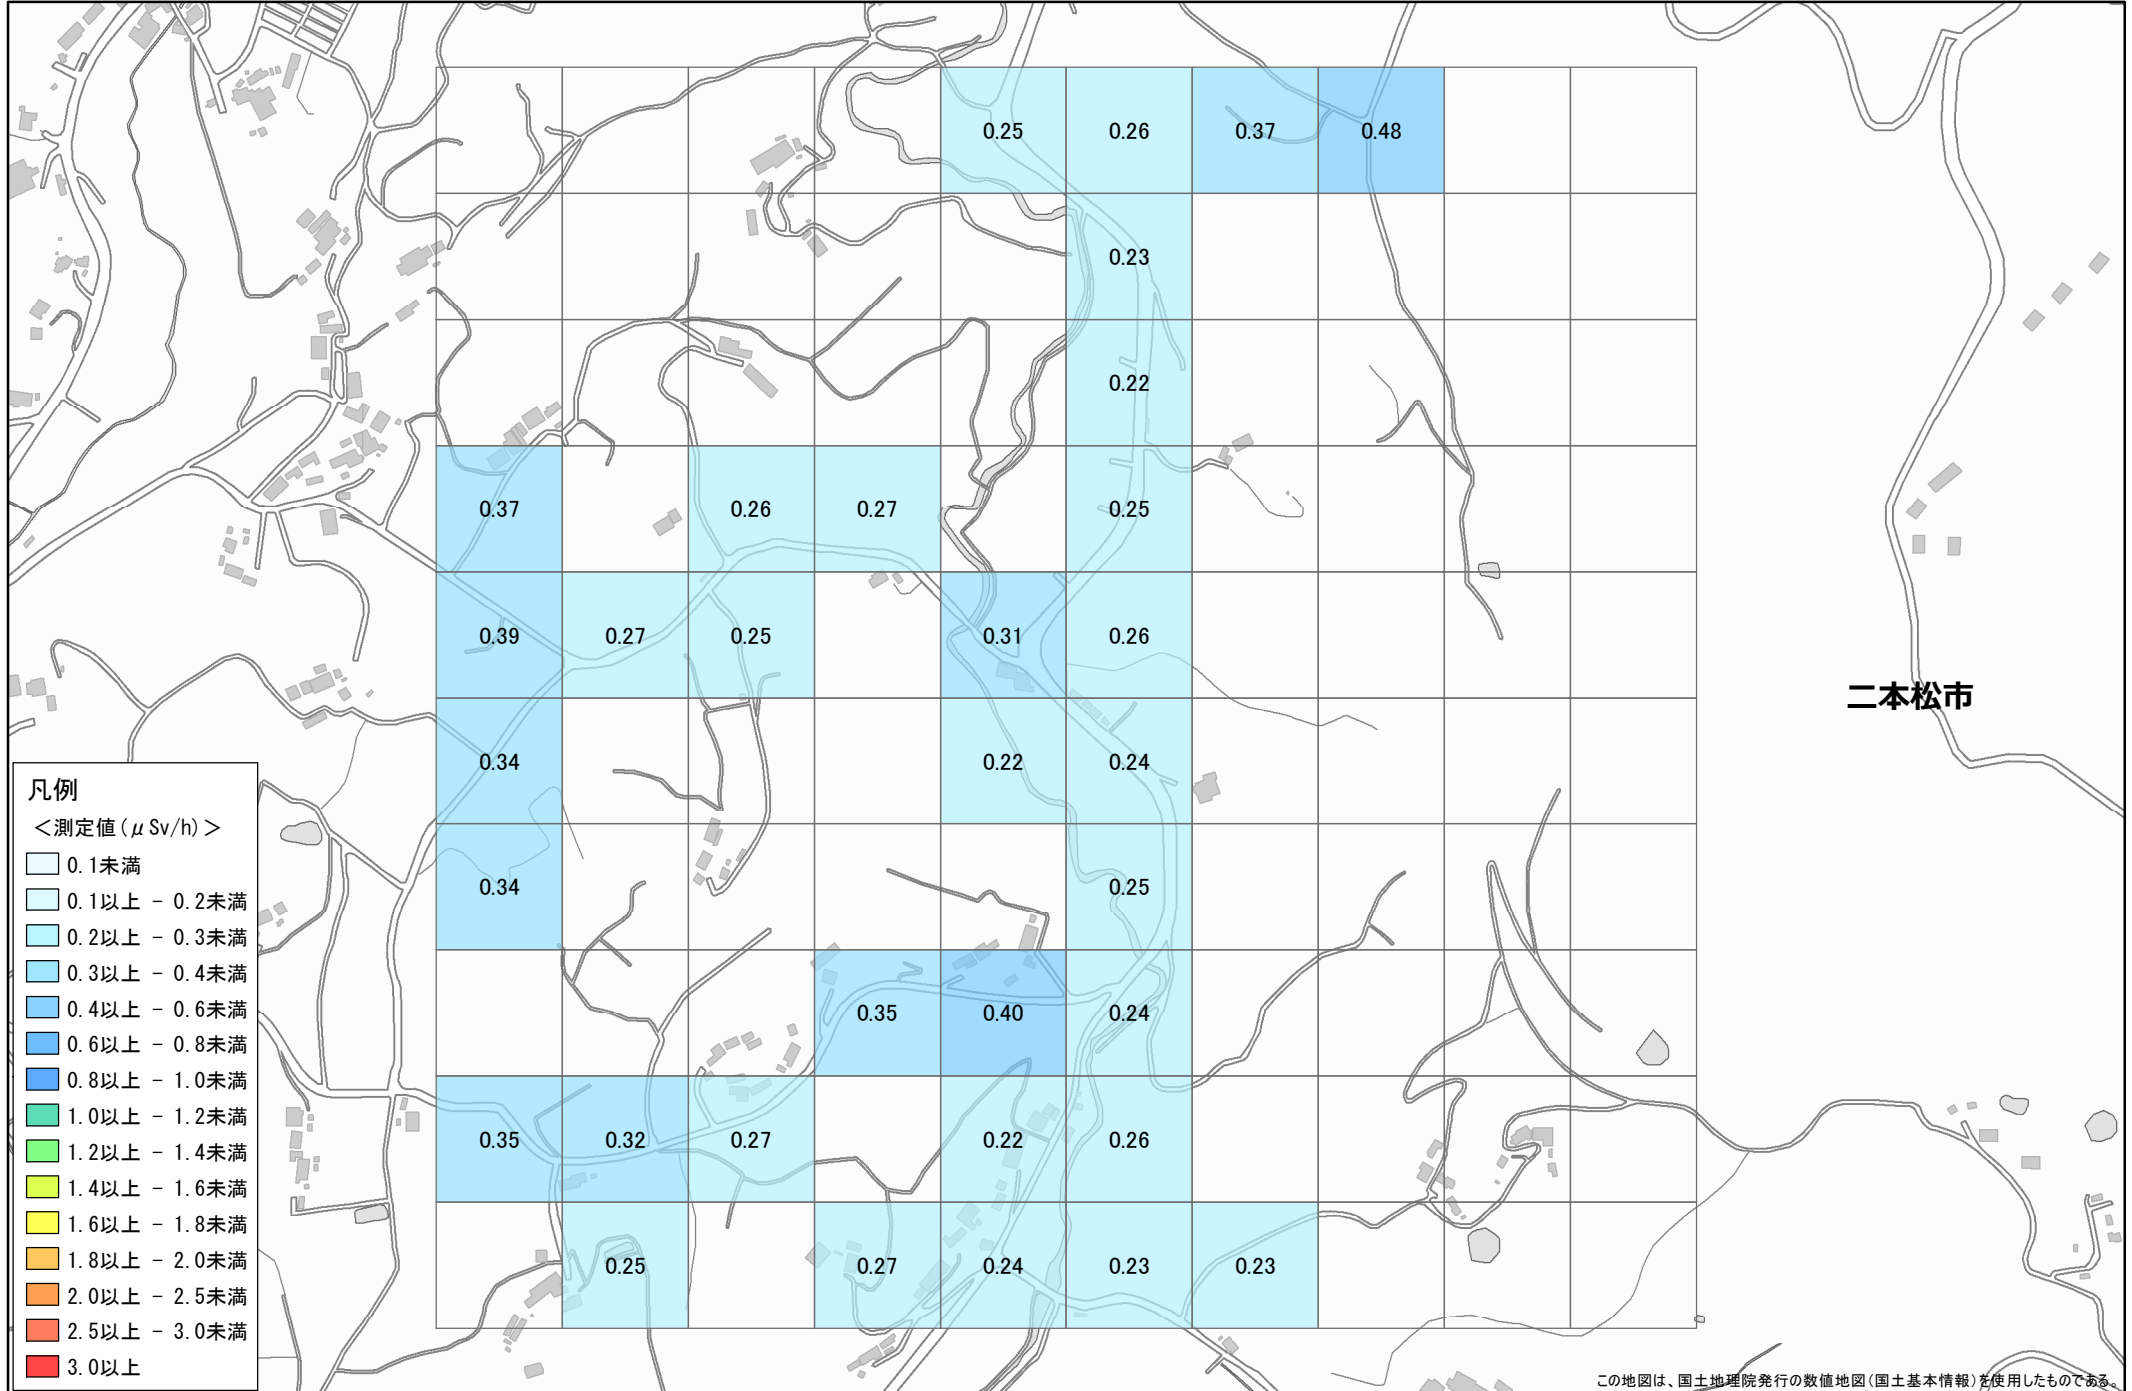 0.25 0.26 0.37 0.48
0.23
0.22
0.37 0.26 0.27 0.25
0.39 0.27 0.25 0.31 0.26
二本松市
0.34 0.22 0.24
0.34 0.25
0.35 0.40 0.24
0.35 0.32 0.27 0.22 0.26
0.25 0.27 0.24 0.23 0.23
凡例
＜測定値(μSv/h)＞
0.1未満
0.1以上 － 0.2未満
0.2以上 － 0.3未満
0.3以上 － 0.4未満
0.4以上 － 0.6未満
0.6以上 － 0.8未満
0.8以上 － 1.0未満
1.0以上 － 1.2未満
1.2以上 － 1.4未満
1.4以上 － 1.6未満
1.6以上 － 1.8未満
1.8以上 － 2.0未満
2.0以上 － 2.5未満
2.5以上 － 3.0未満
3.0以上
この地図は、国土地理院発行の数値地図(国土基本情報)を使用したものである。